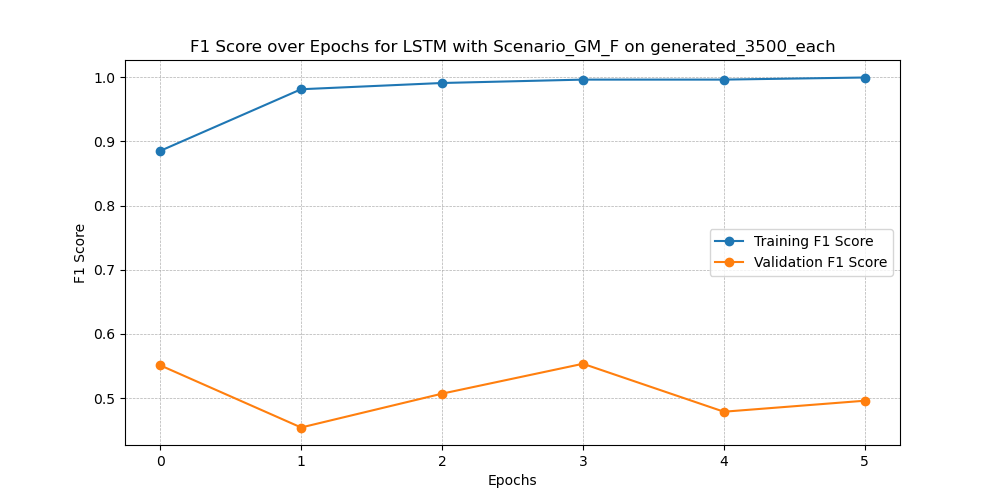 F1 Score over Epochs for LSTM with Scenario_GM_F on generated_3500_each
F1 Score
1.0
0.9
0.8
0.7
0.6
0.5
Training F1 Score
Validation F1 Score
0 1 2 3 4 5
Epochs